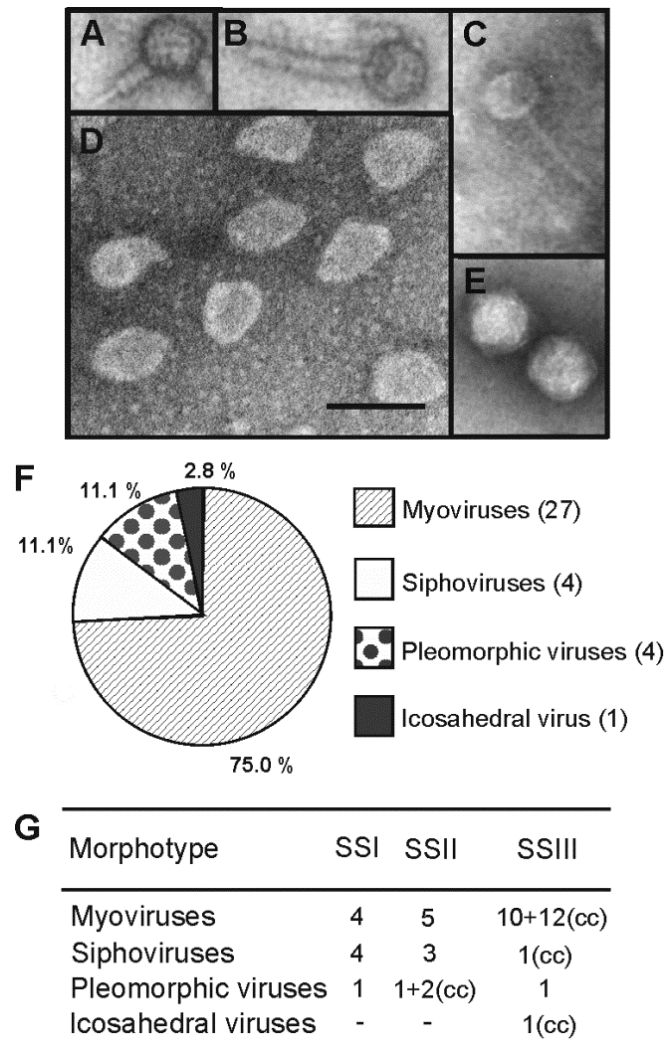 A
B
C
D
E
F
2.8 %
11.1 %
11.1%
75.0 %
Myoviruses (27)
Siphoviruses (4)
Pleomorphic viruses (4)
Icosahedral virus (1)
G
Morphotype SSI SSII SSIII
Myoviruses 4 5 10+12(cc)
Siphoviruses 4 3 1(cc)
Pleomorphic viruses 1 1+2(cc) 1
Icosahedral viruses - - 1(cc)